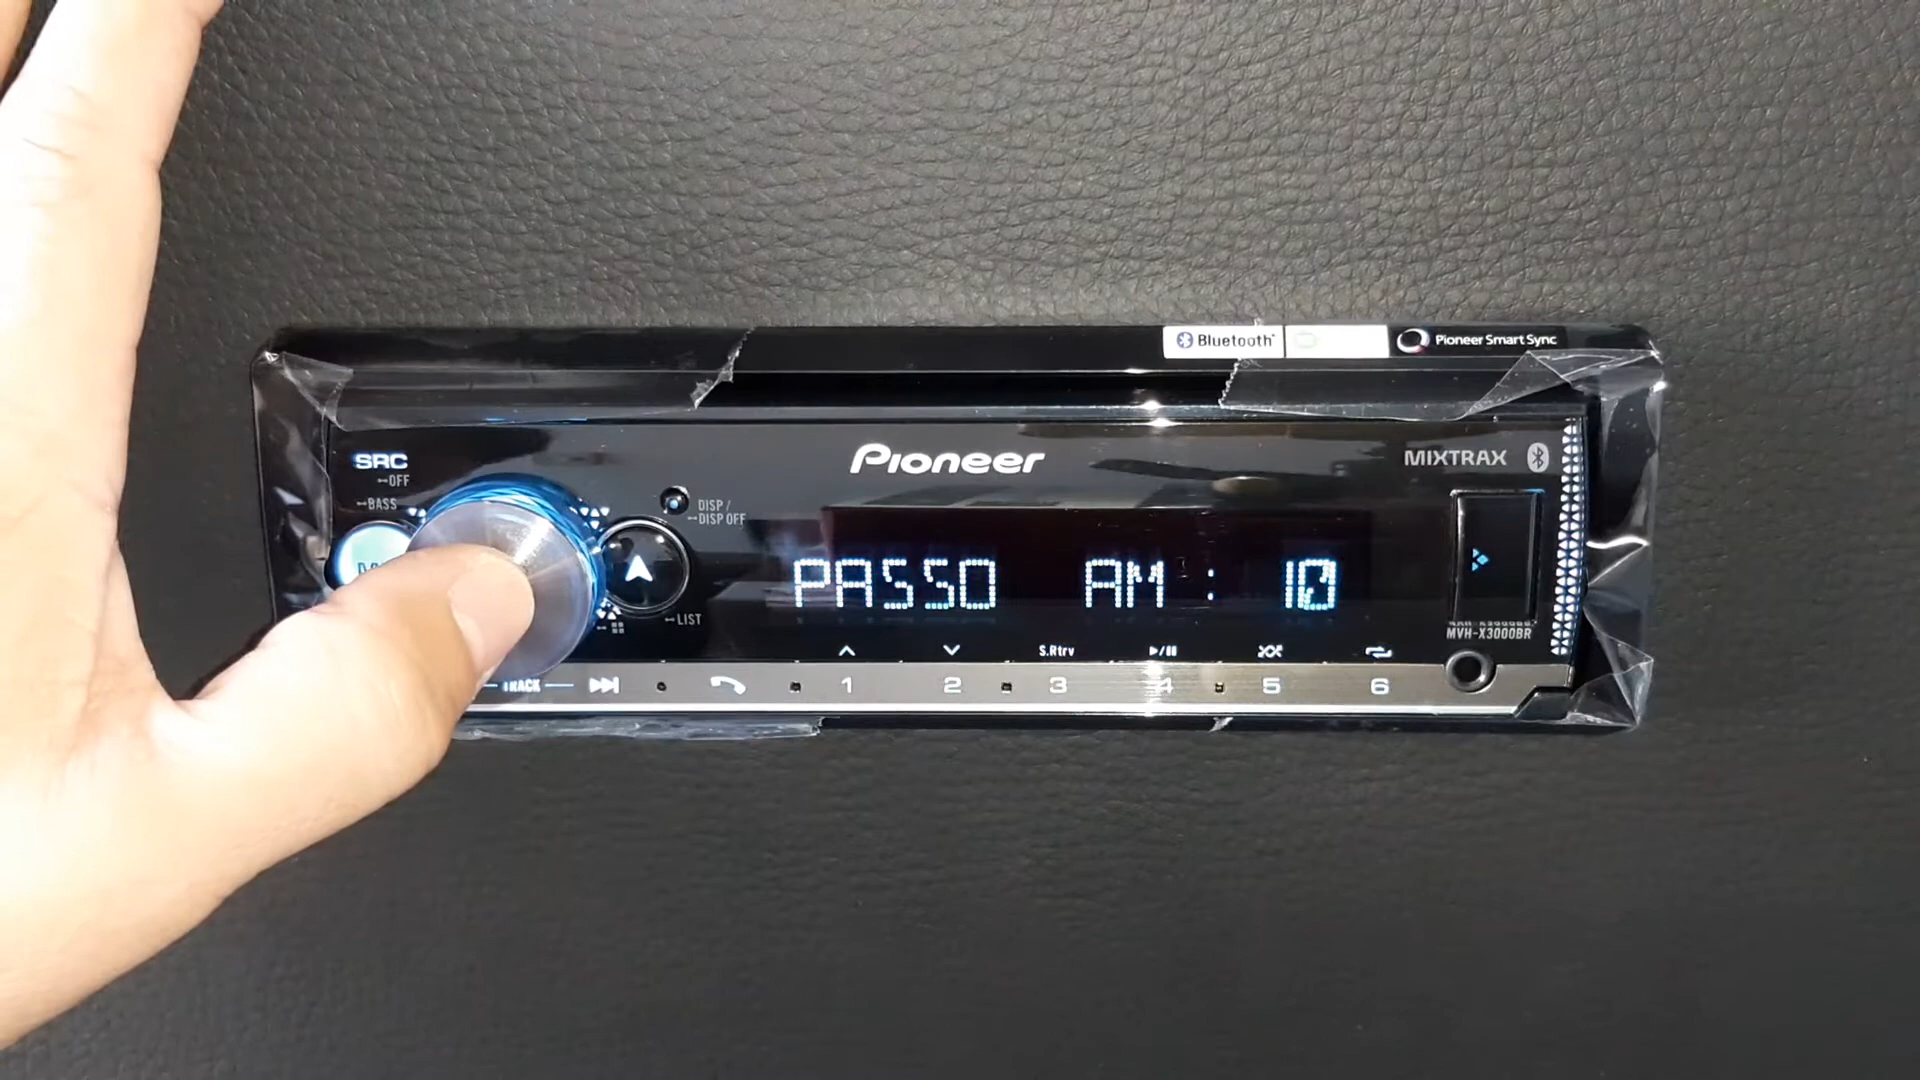 Bluetooth
Pioneer Smart Sync
SRC
OFF
BASS
Pioneer
MIXTRAX
DISP /
DISP OFF
PASSO AM : 10
LIST
MVH-X3000BR
S.Rtrv
TRACK
1 2 3 4 5 6